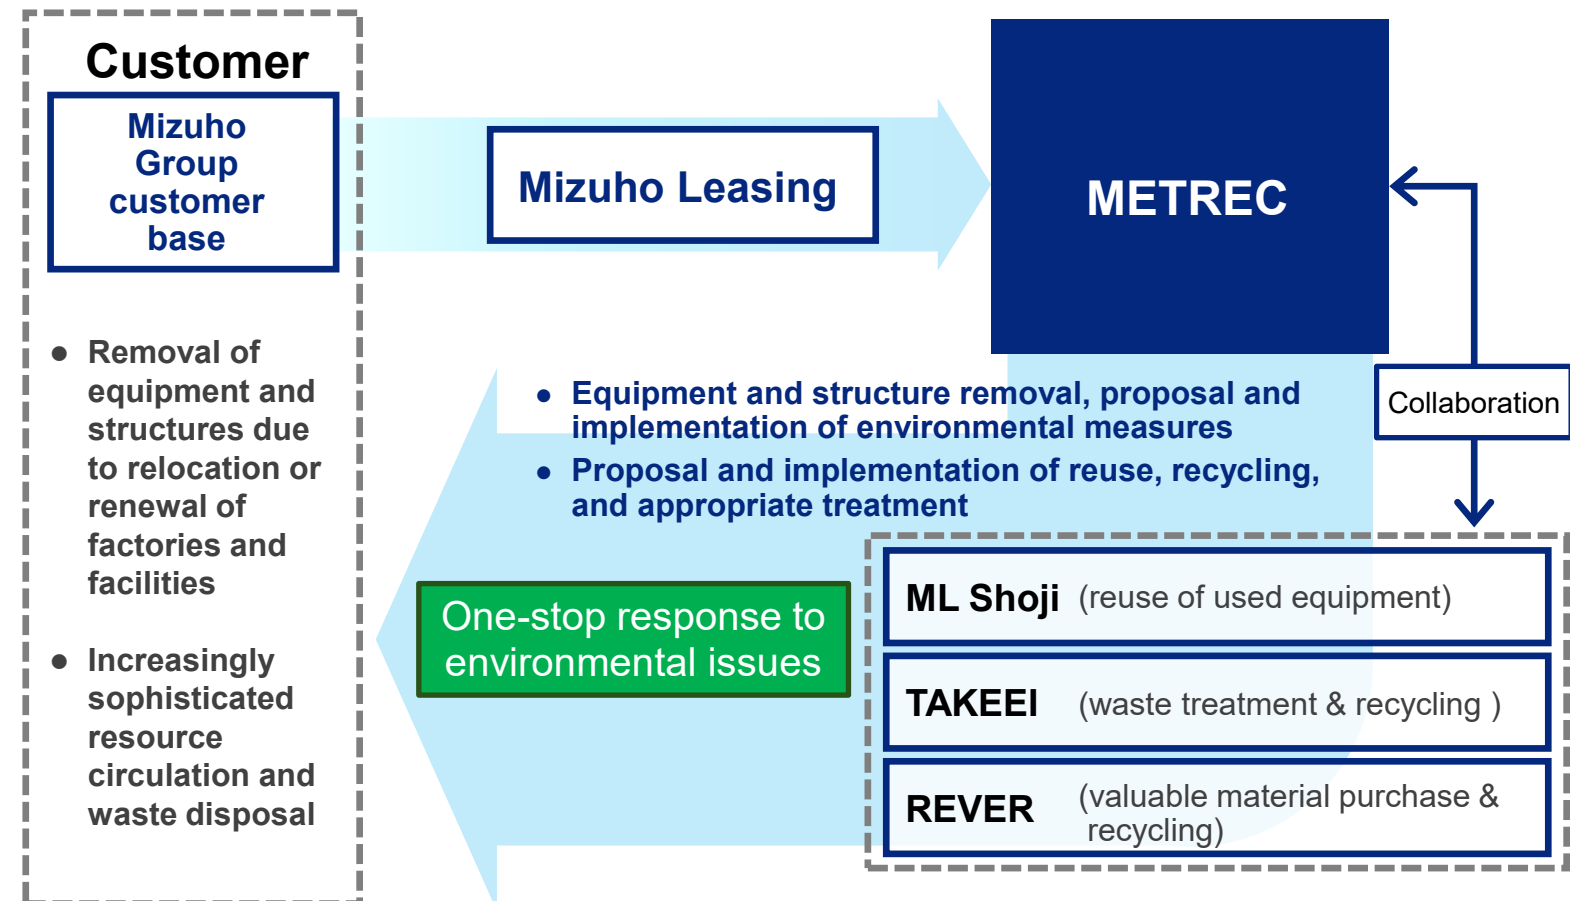 Customer
Mizuho
Group
customer
base
● Removal of
equipment and
structures due
to relocation or
renewal of
factories and
facilities
● Increasingly
sophisticated
resource
circulation and
waste disposal
Mizuho Leasing
METREC
Collaboration
● Equipment and structure removal, proposal and
implementation of environmental measures
● Proposal and implementation of reuse, recycling,
and appropriate treatment
One-stop response to
environmental issues
ML Shoji (reuse of used equipment)
TAKEEI (waste treatment & recycling )
REVER (valuable material purchase &
recycling)